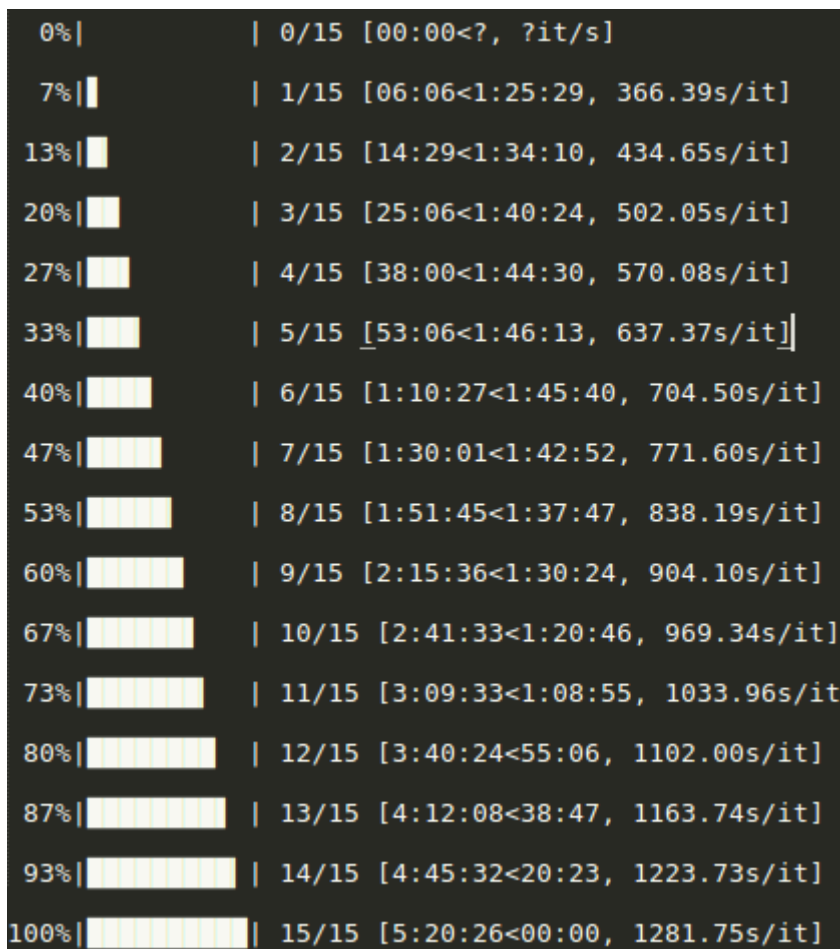 0%| | 0/15 [00:00<?, ?it/s]
7%|█ | 1/15 [06:06<1:25:29, 366.39s/it]
13%|█ | 2/15 [14:29<1:34:10, 434.65s/it]
20%|██ | 3/15 [25:06<1:40:24, 502.05s/it]
27%|███ | 4/15 [38:00<1:44:30, 570.08s/it]
33%|███ | 5/15 [53:06<1:46:13, 637.37s/it]
40%|████ | 6/15 [1:10:27<1:45:40, 704.50s/it]
47%|█████ | 7/15 [1:30:01<1:42:52, 771.60s/it]
53%|█████ | 8/15 [1:51:45<1:37:47, 838.19s/it]
60%|██████ | 9/15 [2:15:36<1:30:24, 904.10s/it]
67%|███████ | 10/15 [2:41:33<1:20:46, 969.34s/it]
73%|███████ | 11/15 [3:09:33<1:08:55, 1033.96s/it
80%|████████ | 12/15 [3:40:24<55:06, 1102.00s/it]
87%|█████████ | 13/15 [4:12:08<38:47, 1163.74s/it]
93%|█████████ | 14/15 [4:45:32<20:23, 1223.73s/it]
100%|██████████| 15/15 [5:20:26<00:00, 1281.75s/it]